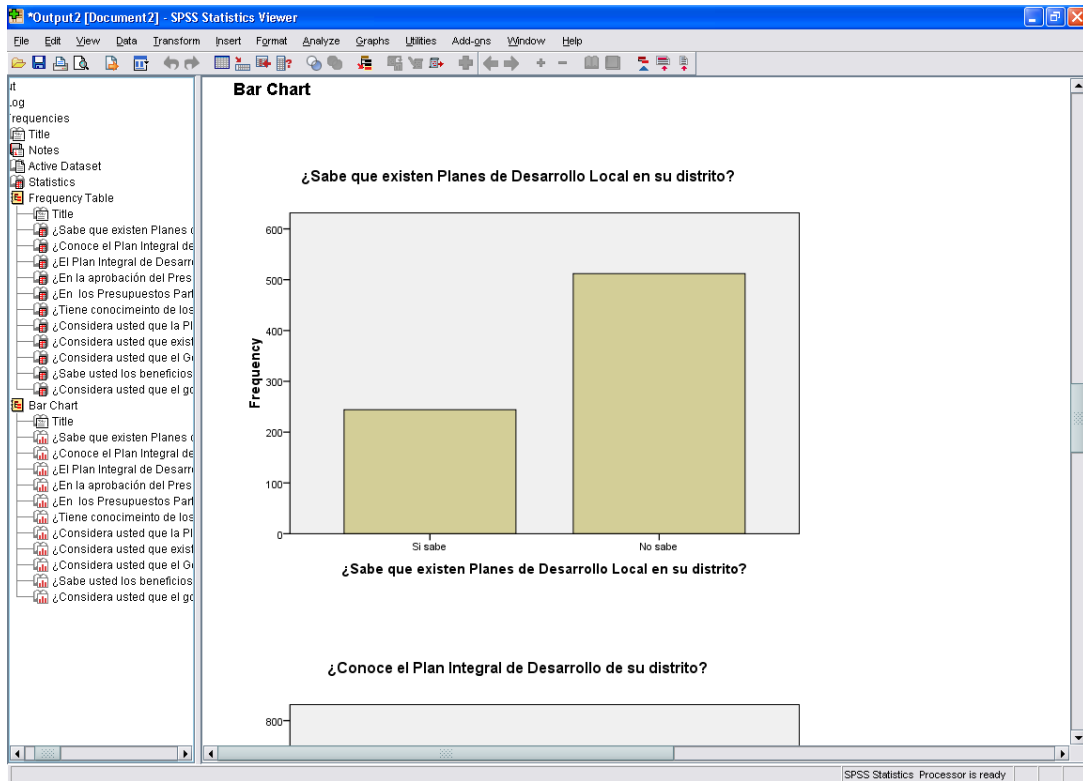 *Output2 [Document2] - SPSS Statistics Viewer
File Edit View Data Transform Insert Format Analyze Graphs Utilities Add-ons Window Help
ut
Log
Frequencies
Title
Notes
Active Dataset
Statistics
Frequency Table
Title
¿Sabe que existen Planes d
¿Conoce el Plan Integral de
¿El Plan Integral de Desarro
¿En la aprobación del Pres
¿En los Presupuestos Part
¿Tiene conocimeinto de los
¿Considera usted que la Pl
¿Considera usted que exist
¿Considera usted que el Go
¿Sabe usted los beneficios
¿Considera usted que el go
Bar Chart
Title
¿Sabe que existen Planes d
¿Conoce el Plan Integral de
¿El Plan Integral de Desarro
¿En la aprobación del Pres
¿En los Presupuestos Part
¿Tiene conocimeinto de los
¿Considera usted que la Pl
¿Considera usted que exist
¿Considera usted que el Go
¿Sabe usted los beneficios
¿Considera usted que el go
Bar Chart
¿Sabe que existen Planes de Desarrollo Local en su distrito?
600
500
400
300
200
100
0
Frequency
Si sabe No sabe
¿Sabe que existen Planes de Desarrollo Local en su distrito?
¿Conoce el Plan Integral de Desarrollo de su distrito?
800
SPSS Statistics Processor is ready